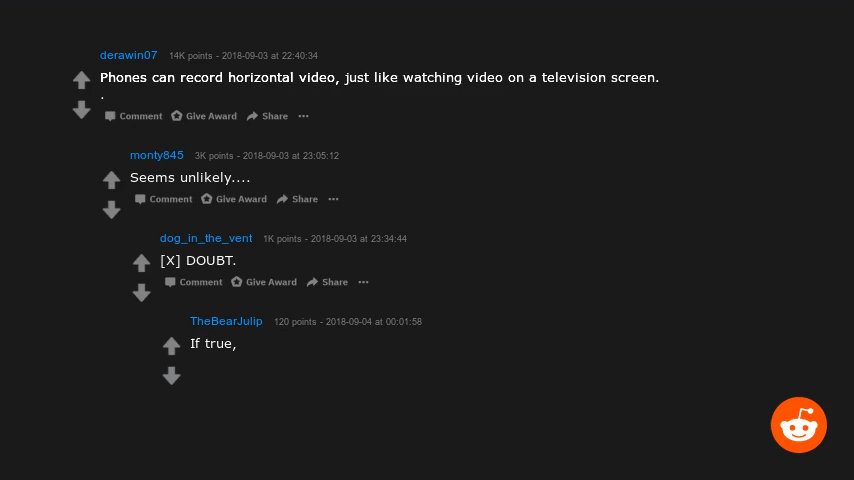 derawin07 14K points - 2018-09-03 at 22:40:34
Phones can record horizontal video, just like watching video on a television screen.
.
Comment Give Award Share ...
monty845 3K points - 2018-09-03 at 23:05:12
Seems unlikely....
Comment Give Award Share ...
dog_in_the_vent 1K points - 2018-09-03 at 23:34:44
[X] DOUBT.
Comment Give Award Share ...
TheBearJulip 120 points - 2018-09-04 at 00:01:58
If true,